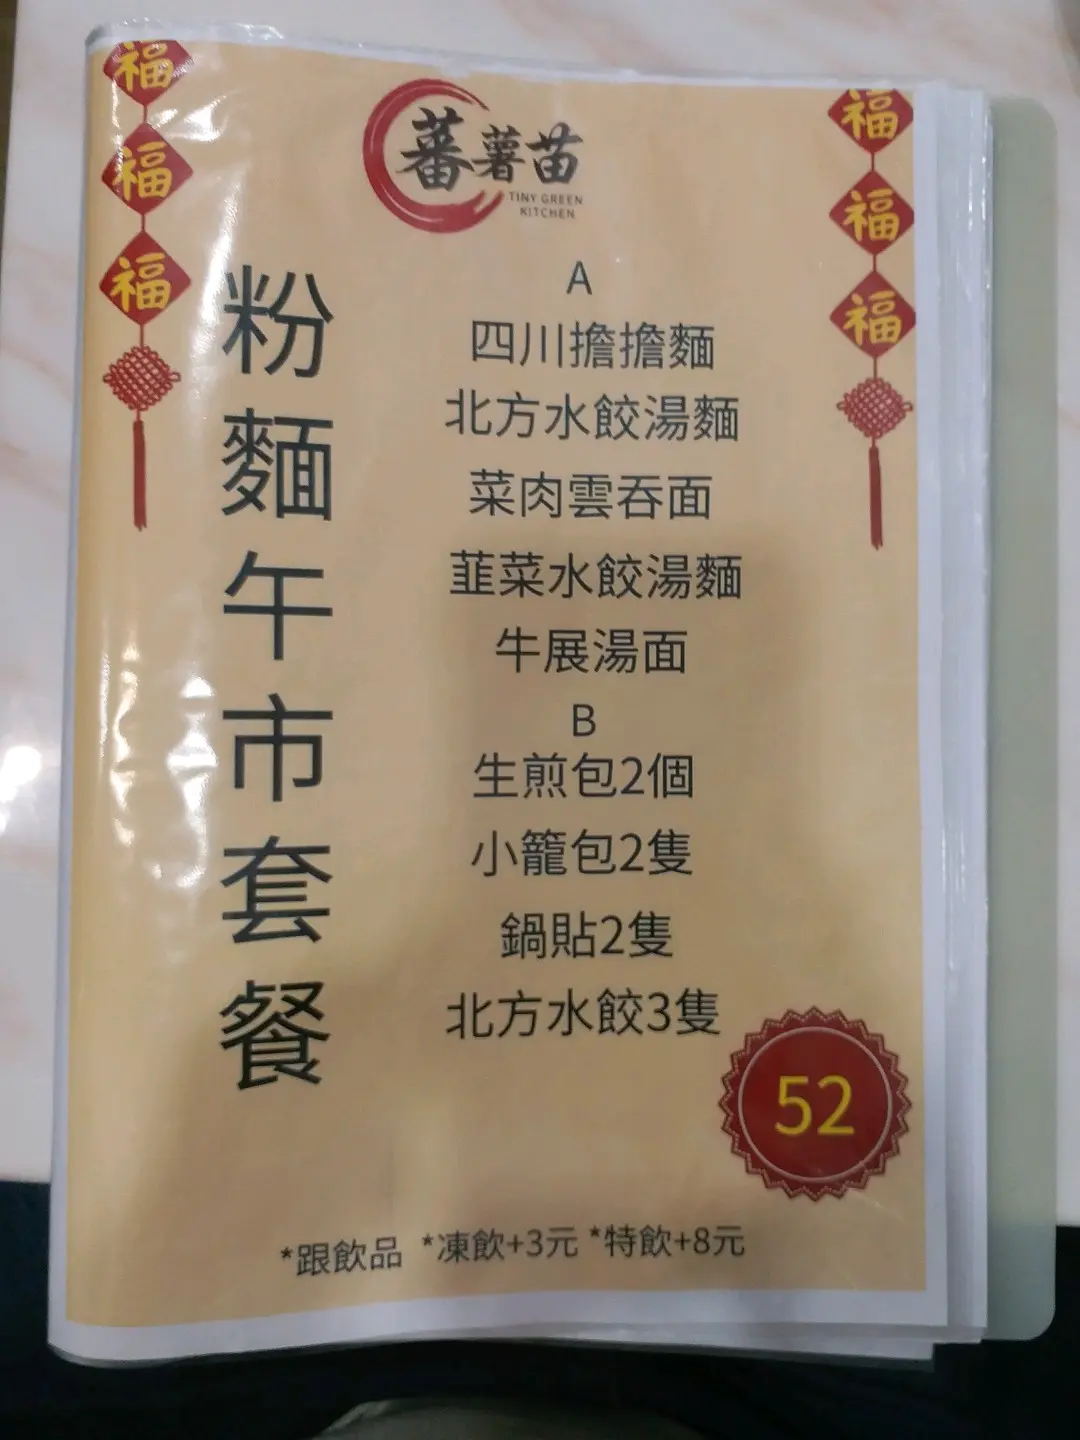 福
福
福
蕃薯苗
TINY GREEN
KITCHEN
福
福
福
粉麵午市套餐
A
四川擔擔麵
北方水餃湯麵
菜肉雲吞面
韮菜水餃湯麵
牛展湯面
B
生煎包2個
小籠包2隻
鍋貼2隻
北方水餃3隻
52
*跟飲品 *凍飲+3元 *特飲+8元